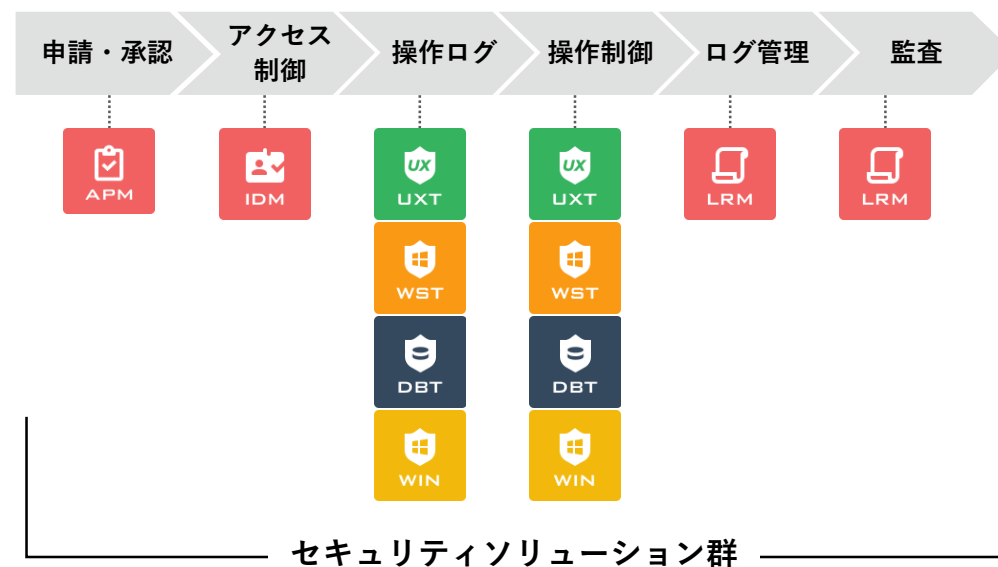 申請・承認
アクセス
制御
操作ログ
操作制御
ログ管理
監査
APM
IDM
UX
UXT
UX
UXT
LRM
LRM
WST
WST
DBT
DBT
WIN
WIN
セキュリティソリューション群